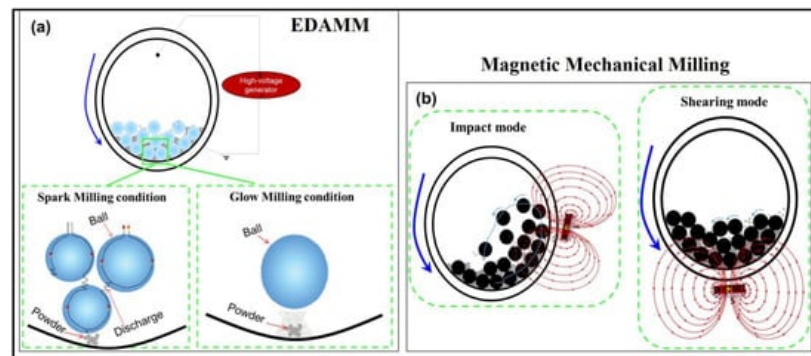 (a)
EDAMM
High-voltage
generator
Spark Milling condition
Ball
Powder
Discharge
Glow Milling condition
Ball
Powder
Magnetic Mechanical Milling
(b)
Impact mode
Shearing mode